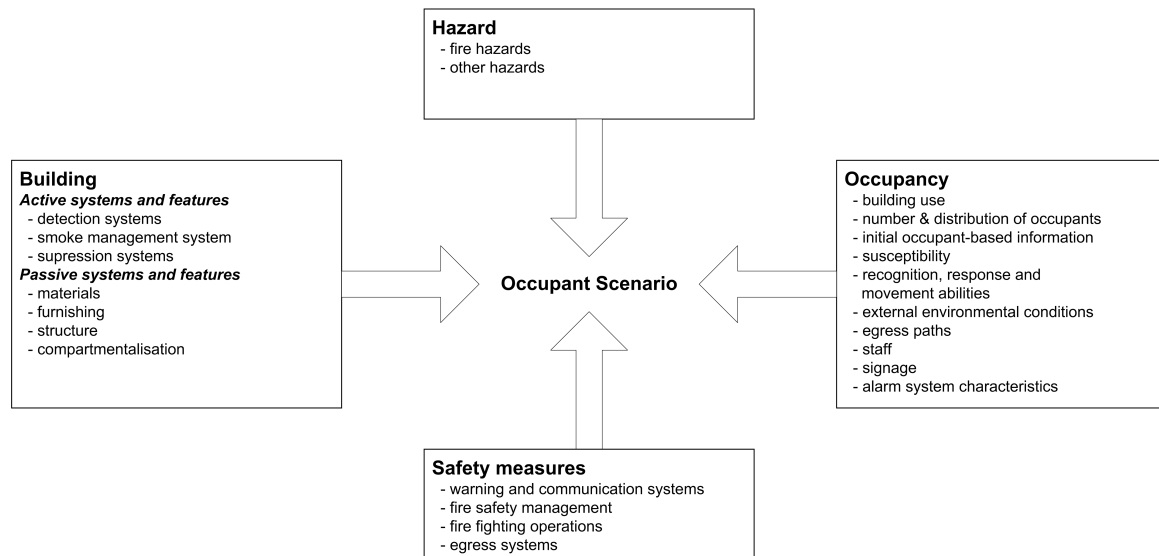 Hazard
- fire hazards
- other hazards
Building
Active systems and features
- detection systems
- smoke management system
- supression systems
Passive systems and features
- materials
- furnishing
- structure
- compartmentalisation
Occupant Scenario
Occupancy
- building use
- number & distribution of occupants
- initial occupant-based information
- susceptibility
- recognition, response and
movement abilities
- external environmental conditions
- egress paths
- staff
- signage
- alarm system characteristics
Safety measures
- warning and communication systems
- fire safety management
- fire fighting operations
- egress systems